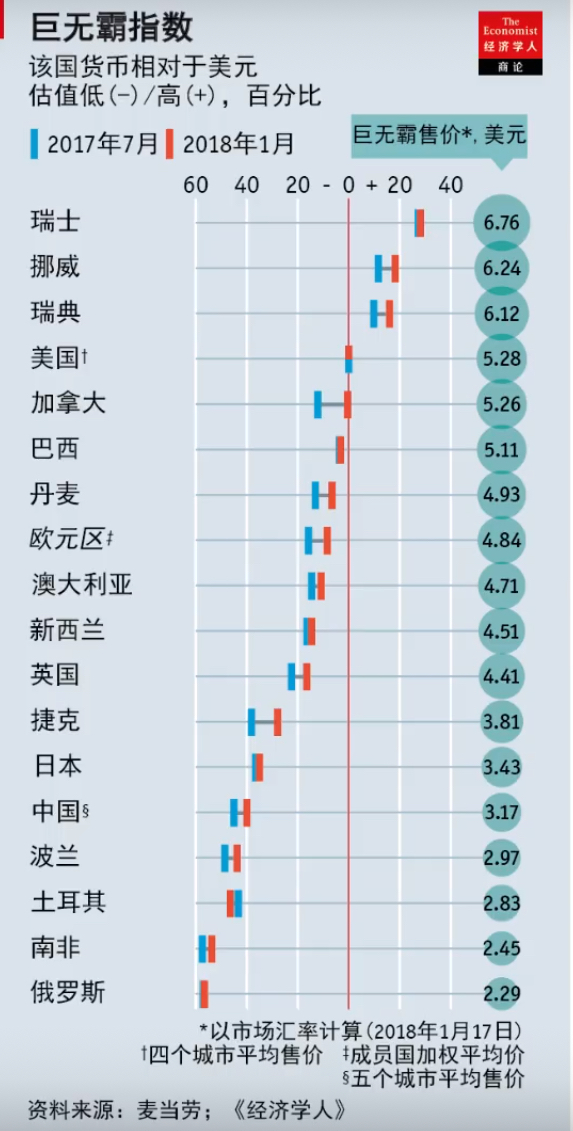 巨无霸指数
The
Economist
经济学人
商论
该国货币相对于美元
估值低(−)/高(+)，百分比
2017年7月 2018年1月
巨无霸售价*, 美元
60 40 20 - 0 + 20 40
瑞士 6.76
挪威 6.24
瑞典 6.12
美国† 5.28
加拿大 5.26
巴西 5.11
丹麦 4.93
欧元区‡ 4.84
澳大利亚 4.71
新西兰 4.51
英国 4.41
捷克 3.81
日本 3.43
中国§ 3.17
波兰 2.97
土耳其 2.83
南非 2.45
俄罗斯 2.29
*以市场汇率计算(2018年1月17日)
†四个城市平均售价 ‡成员国加权平均价
§五个城市平均售价
资料来源：麦当劳；《经济学人》